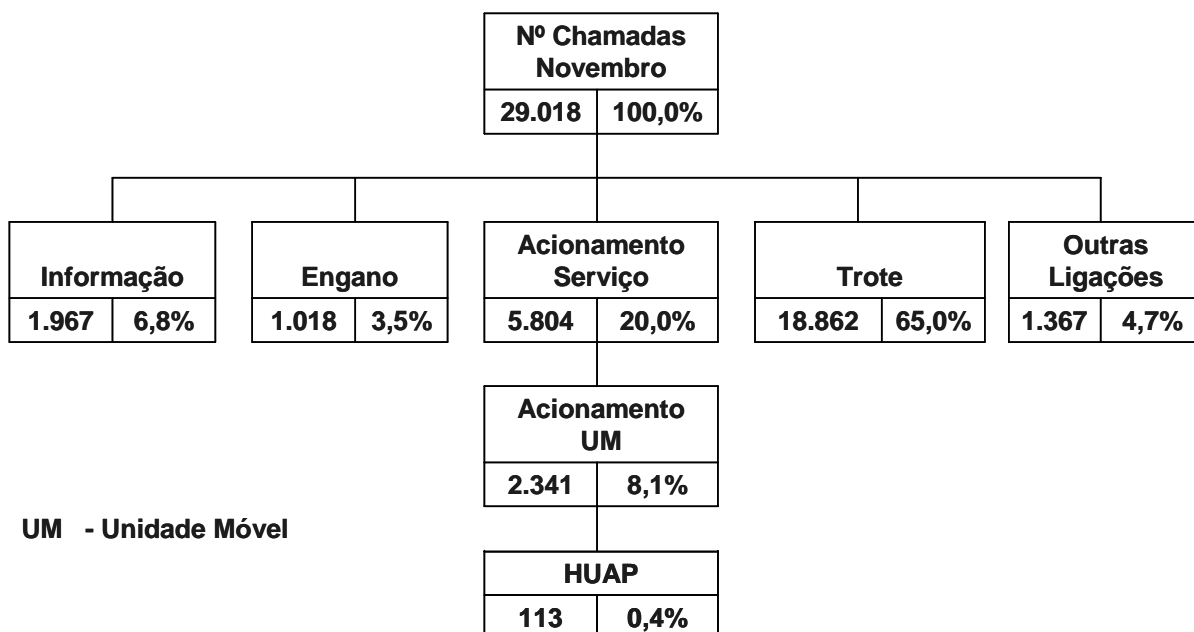 Nº Chamadas
Novembro
29.018 100,0%
Informação
1.967 6,8%
Engano
1.018 3,5%
Acionamento
Serviço
5.804 20,0%
Trote
18.862 65,0%
Outras
Ligações
1.367 4,7%
Acionamento
UM
2.341 8,1%
UM - Unidade Móvel
HUAP
113 0,4%